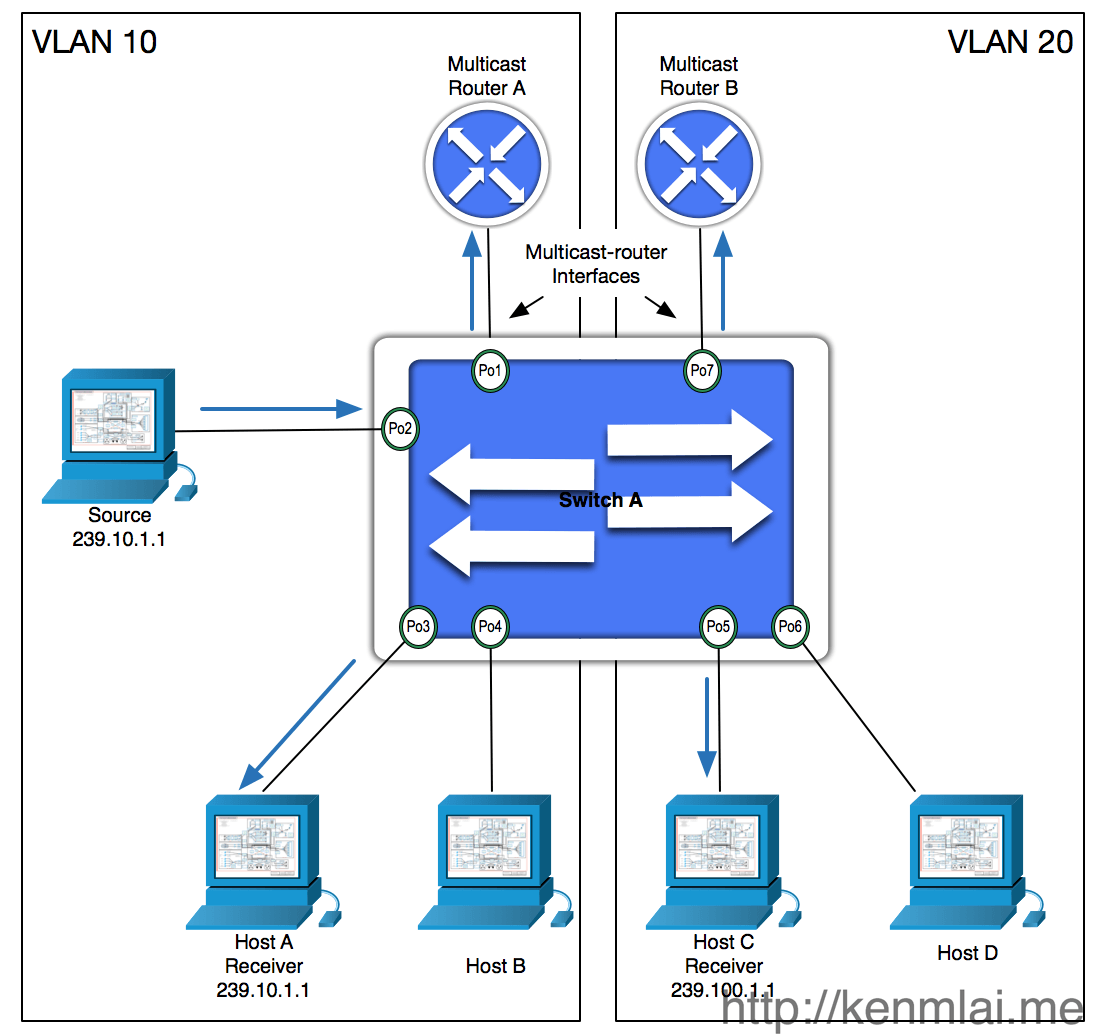 VLAN 10
VLAN 20
Multicast
Router A
Multicast
Router B
Multicast-router
Interfaces
Po1
Po7
Po2
Switch A
Source
239.10.1.1
Po3
Po4
Po5
Po6
Host A
Receiver
239.10.1.1
Host B
Host C
Receiver
239.100.1.1
Host D
http://kenmlai.me